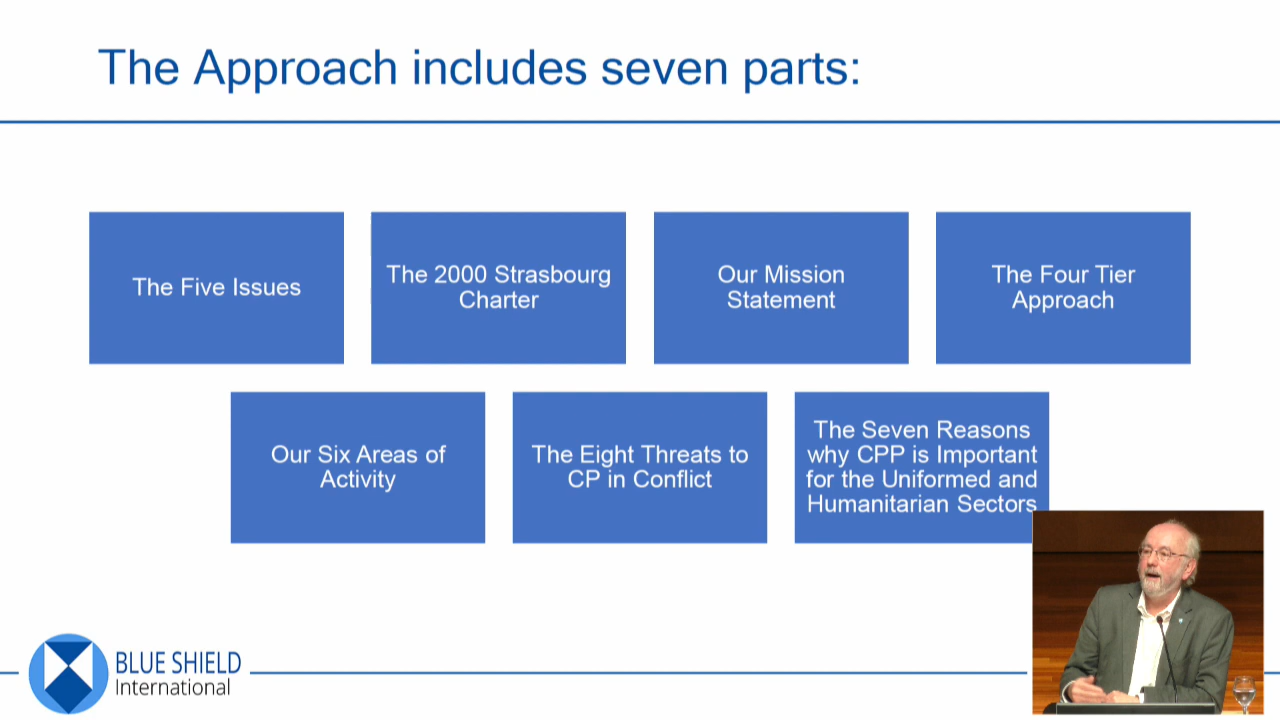 The Approach includes seven parts:
The Five Issues
The 2000 Strasbourg
Charter
Our Mission
Statement
The Four Tier
Approach
Our Six Areas of
Activity
The Eight Threats to
CP in Conflict
The Seven Reasons
why CPP is Important
for the Uniformed and
Humanitarian Sectors
BLUE SHIELD
International